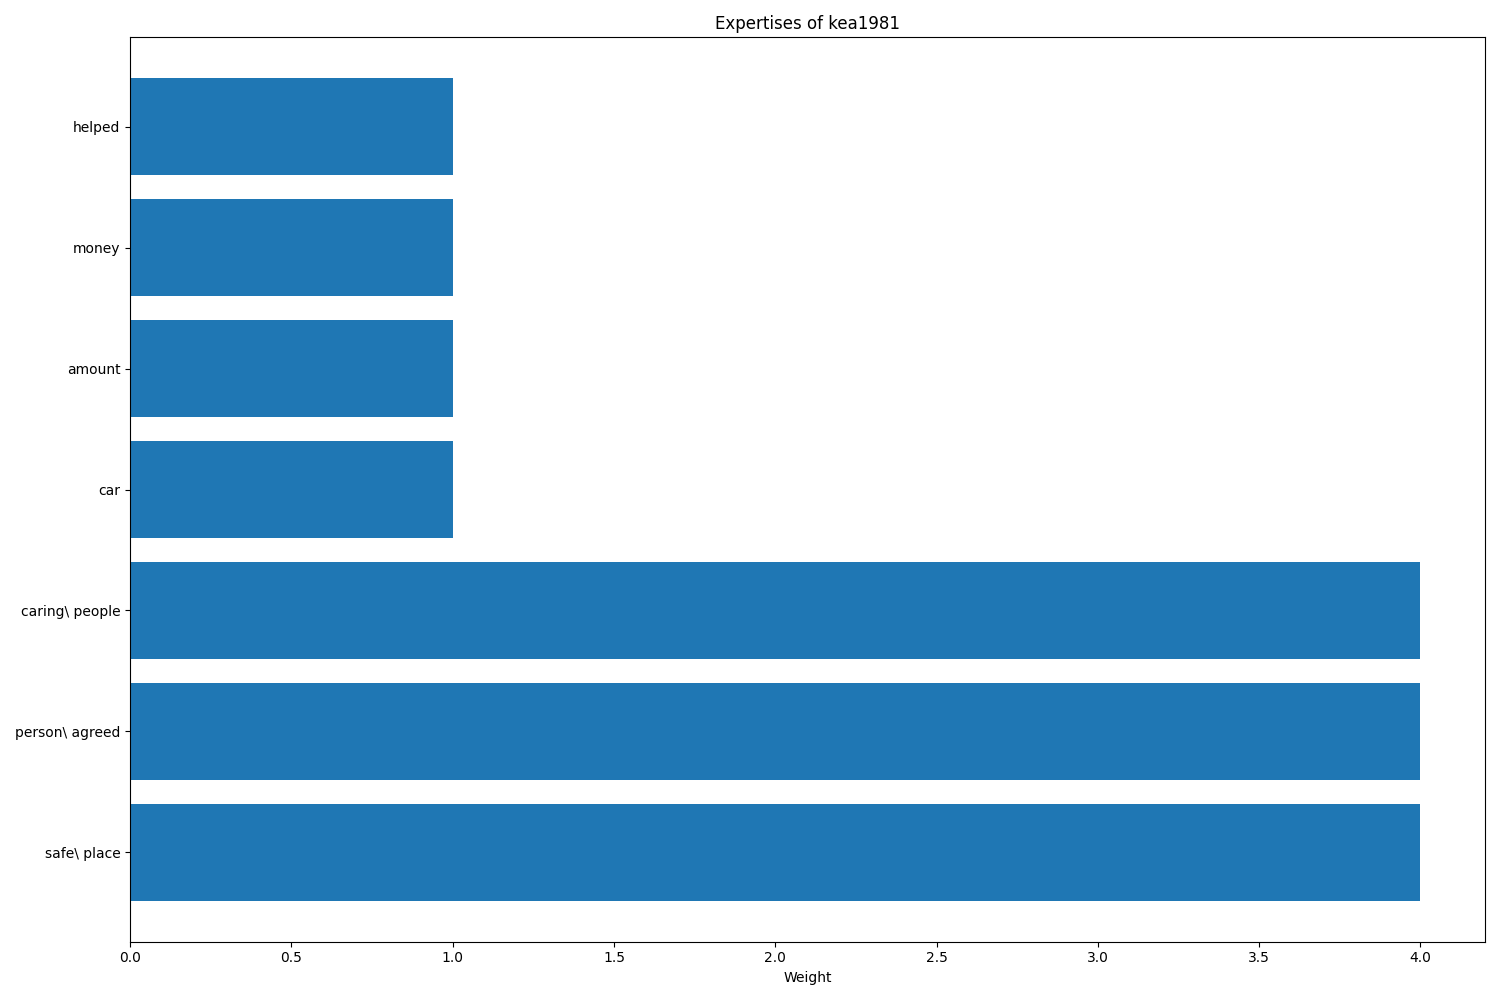 Expertises of kea1981
helped
money
amount
car
caring\ people
person\ agreed
safe\ place
0.0 0.5 1.0 1.5 2.0 2.5 3.0 3.5 4.0
Weight